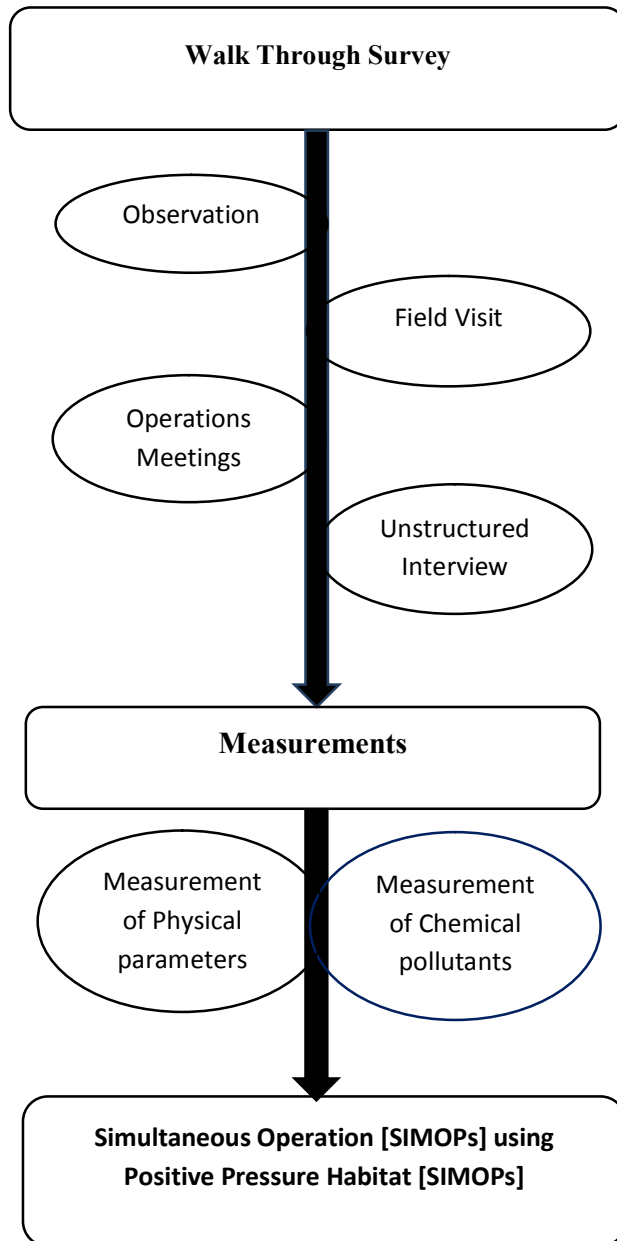 Walk Through Survey
Observation
Field Visit
Operations
Meetings
Unstructured
Interview
Measurements
Measurement
of Physical
parameters
Measurement
of Chemical
pollutants
Simultaneous Operation [SIMOPs] using
Positive Pressure Habitat [SIMOPs]